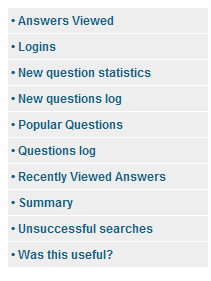 • Answers Viewed
• Logins
• New question statistics
• New questions log
• Popular Questions
• Questions log
• Recently Viewed Answers
• Summary
• Unsuccessful searches
• Was this useful?